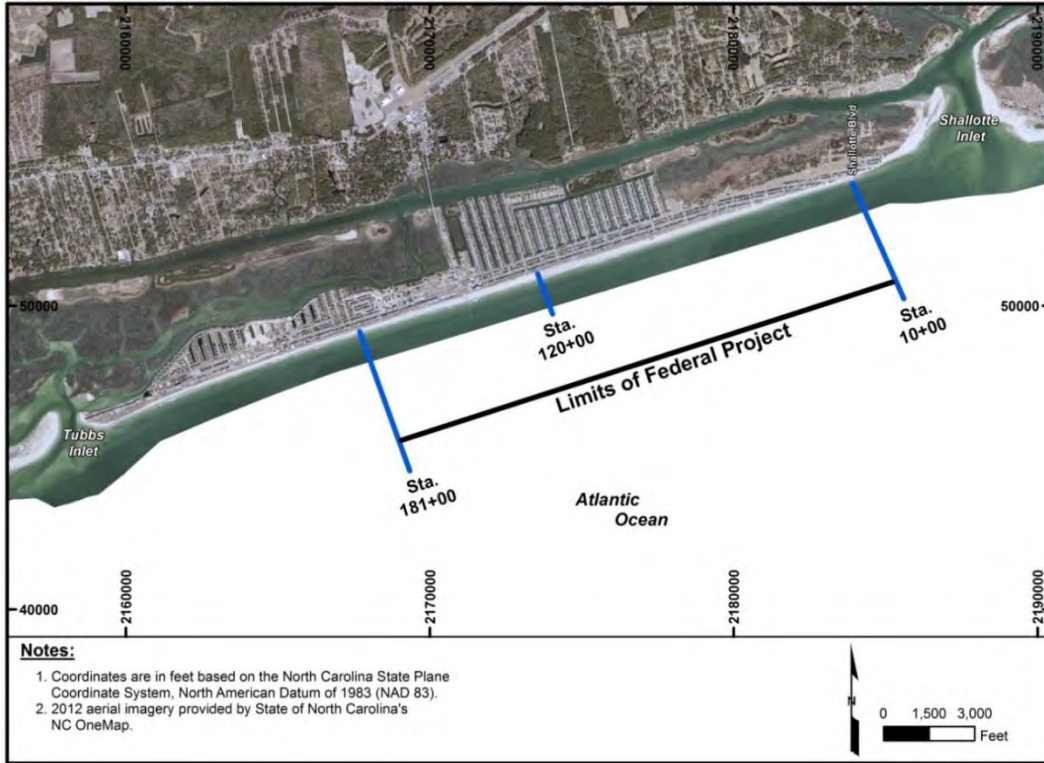 2160000
2170000
2180000
2190000
Shallotte
Inlet
Shallotte Blvd
50000
50000
Sta.
10+00
Sta.
120+00
Limits of Federal Project
Tubbs
Inlet
Sta.
181+00
Atlantic
Ocean
40000
2160000
2170000
2180000
2190000
Notes:
1. Coordinates are in feet based on the North Carolina State Plane
Coordinate System, North American Datum of 1983 (NAD 83).
2. 2012 aerial imagery provided by State of North Carolina's
NC OneMap.
N
0 1,500 3,000
Feet